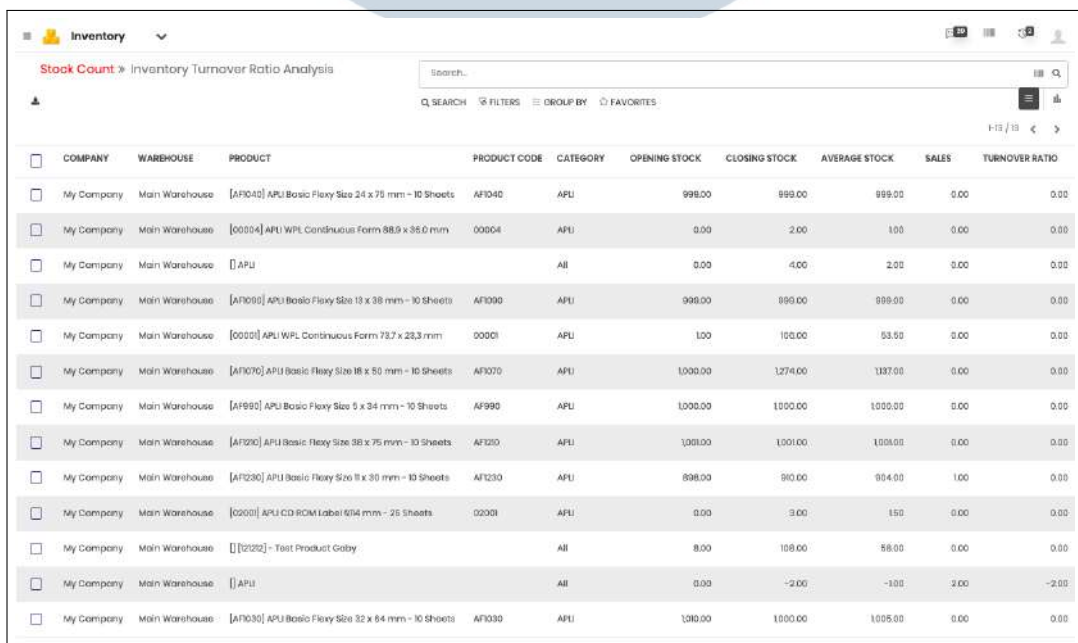 Inventory
20
2
Stock Count » Inventory Turnover Ratio Analysis
Search...
SEARCH FILTERS GROUP BY FAVORITES
1-13 / 13
COMPANY WAREHOUSE PRODUCT PRODUCT CODE CATEGORY OPENING STOCK CLOSING STOCK AVERAGE STOCK SALES TURNOVER RATIO
My Company Main Warehouse [AF1040] APLI Basic Flexy Size 24 x 75 mm - 10 Sheets AF1040 APLI 999.00 999.00 999.00 0.00 0.00
My Company Main Warehouse [00004] APLI WPL Continuous Form 88,9 x 36,0 mm 00004 APLI 0.00 2.00 1.00 0.00 0.00
My Company Main Warehouse [] APLI All 0.00 4.00 2.00 0.00 0.00
My Company Main Warehouse [AF1090] APLI Basic Flexy Size 13 x 38 mm - 10 Sheets AF1090 APLI 999.00 999.00 999.00 0.00 0.00
My Company Main Warehouse [00001] APLI WPL Continuous Form 73,7 x 23,3 mm 00001 APLI 1.00 106.00 53.50 0.00 0.00
My Company Main Warehouse [AF1070] APLI Basic Flexy Size 18 x 50 mm - 10 Sheets AF1070 APLI 1,000.00 1,274.00 1,137.00 0.00 0.00
My Company Main Warehouse [AF990] APLI Basic Flexy Size 5 x 34 mm - 10 Sheets AF990 APLI 1,000.00 1,000.00 1,000.00 0.00 0.00
My Company Main Warehouse [AF1210] APLI Basic Flexy Size 38 x 75 mm - 10 Sheets AF1210 APLI 1,001.00 1,001.00 1,001.00 0.00 0.00
My Company Main Warehouse [AF1230] APLI Basic Flexy Size 11 x 30 mm - 10 Sheets AF1230 APLI 898.00 910.00 904.00 1.00 0.00
My Company Main Warehouse [02001] APLI CD ROM Label Ø114 mm - 25 Sheets 02001 APLI 0.00 3.00 1.50 0.00 0.00
My Company Main Warehouse [] [121212] - Test Product Gaby All 8.00 108.00 58.00 0.00 0.00
My Company Main Warehouse [] APLI All 0.00 -2.00 -1.00 2.00 -2.00
My Company Main Warehouse [AF1030] APLI Basic Flexy Size 32 x 64 mm - 10 Sheets AF1030 APLI 1,010.00 1,000.00 1,005.00 0.00 0.00